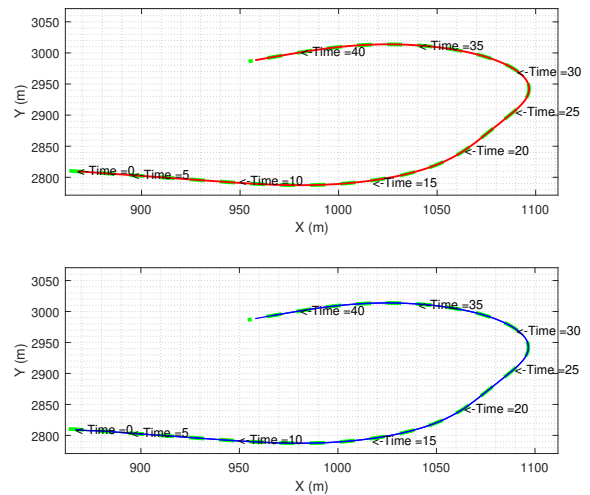 3050
3000
2950
2900
2850
2800
Y (m)
900
950
1000
1050
1100
X (m)
<-Time =40
<-Time =35
<-Time =30
<-Time =25
<-Time =20
<-Time =0
<-Time =5
<-Time =10
<-Time =15
3050
3000
2950
2900
2850
2800
Y (m)
900
950
1000
1050
1100
X (m)
<-Time =40
<-Time =35
<-Time =30
<-Time =25
<-Time =20
<-Time =0
<-Time =5
<-Time =10
<-Time =15